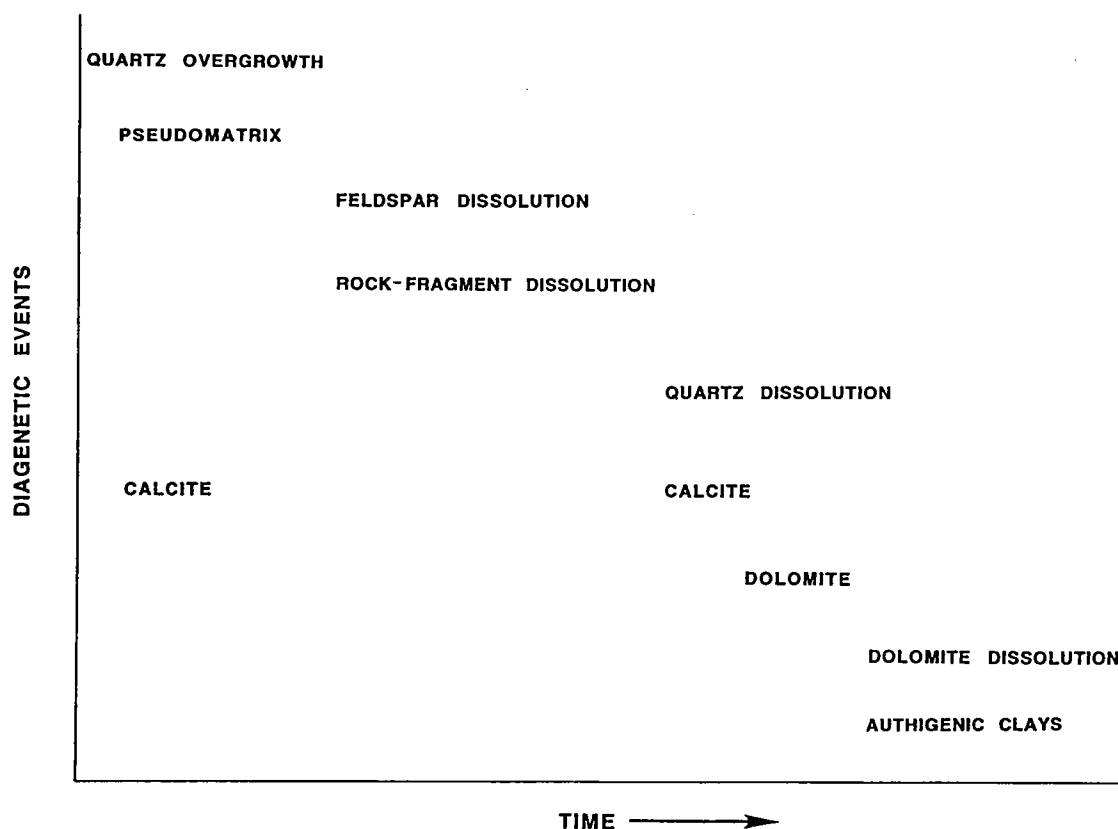 QUARTZ OVERGROWTH
PSEUDOMATRIX
FELDSPAR DISSOLUTION
ROCK-FRAGMENT DISSOLUTION
QUARTZ DISSOLUTION
CALCITE CALCITE
DOLOMITE
DOLOMITE DISSOLUTION
AUTHIGENIC CLAYS
DIAGENETIC EVENTS
TIME